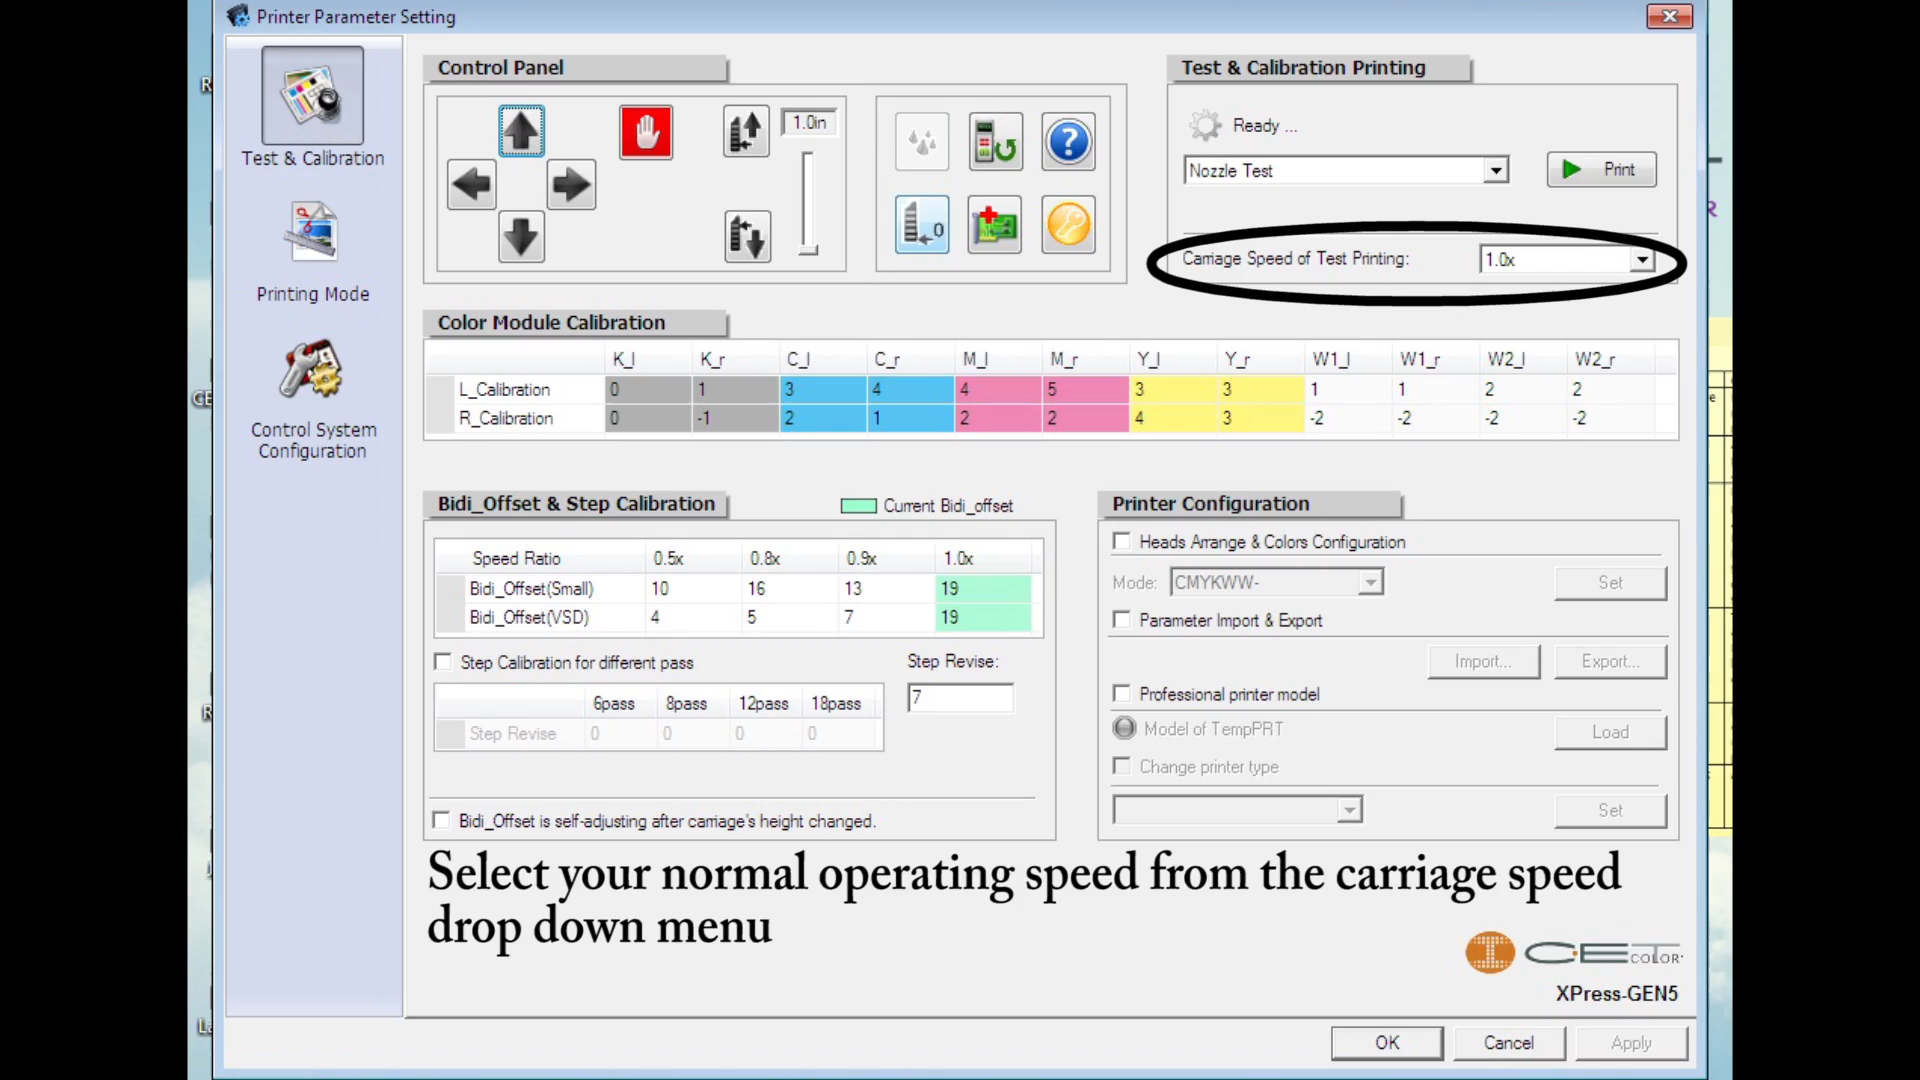 Printer Parameter Setting
Test & Calibration
Printing Mode
Control System
Configuration
Control Panel
1.0in
0
Test & Calibration Printing
Ready ...
Nozzle Test
Print
Carriage Speed of Test Printing: 1.0x
Color Module Calibration
K_l K_r C_l C_r M_l M_r Y_l Y_r W1_l W1_r W2_l W2_r
L_Calibration 0 1 3 4 4 5 3 3 1 1 2 2
R_Calibration 0 -1 2 1 2 2 4 3 -2 -2 -2 -2
Bidi_Offset & Step Calibration
Current Bidi_offset
Speed Ratio 0.5x 0.8x 0.9x 1.0x
Bidi_Offset(Small) 10 16 13 19
Bidi_Offset(VSD) 4 5 7 19
Step Calibration for different pass
Step Revise:
7
6pass 8pass 12pass 18pass
Step Revise 0 0 0 0
Bidi_Offset is self-adjusting after carriage's height changed.
Printer Configuration
Heads Arrange & Colors Configuration
Mode: CMYKWW- Set
Parameter Import & Export
Import... Export...
Professional printer model
Model of TempPRT Load
Change printer type
Set
Select your normal operating speed from the carriage speed
drop down menu
CET COLOR
XPress-GEN5
OK Cancel Apply